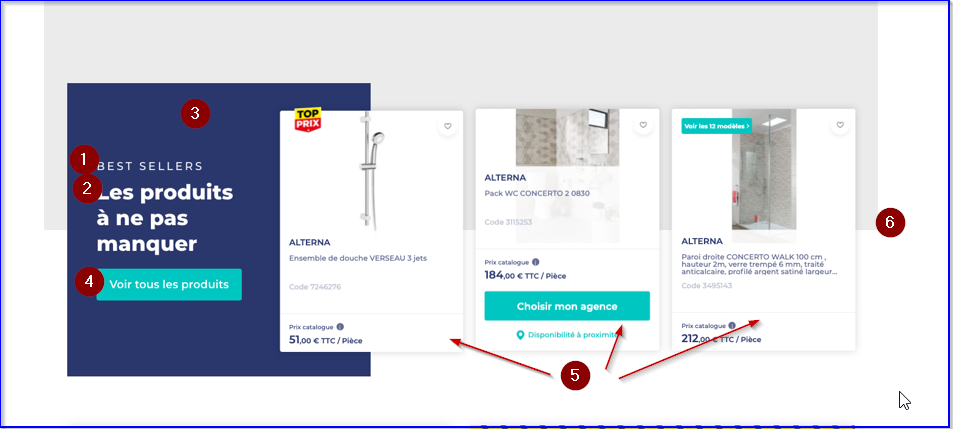 3
1
BEST SELLERS
2
Les produits
à ne pas
manquer
4
Voir tous les produits
TOP
PRIX
ALTERNA
Ensemble de douche VERSEAU 3 jets
Code 7246276
Prix catalogue i
51,00 € TTC / Pièce
ALTERNA
Pack WC CONCERTO 2 0830
Code 3115253
Prix catalogue i
184,00 € TTC / Pièce
Choisir mon agence
Disponibilité à proximité
Voir les 12 modèles >
ALTERNA
Paroi droite CONCERTO WALK 100 cm ,
hauteur 2m, verre trempé 6 mm, traité
anticalcaire, profilé argent satiné largeur...
Code 3495143
Prix catalogue i
212,00 € TTC / Pièce
6
5